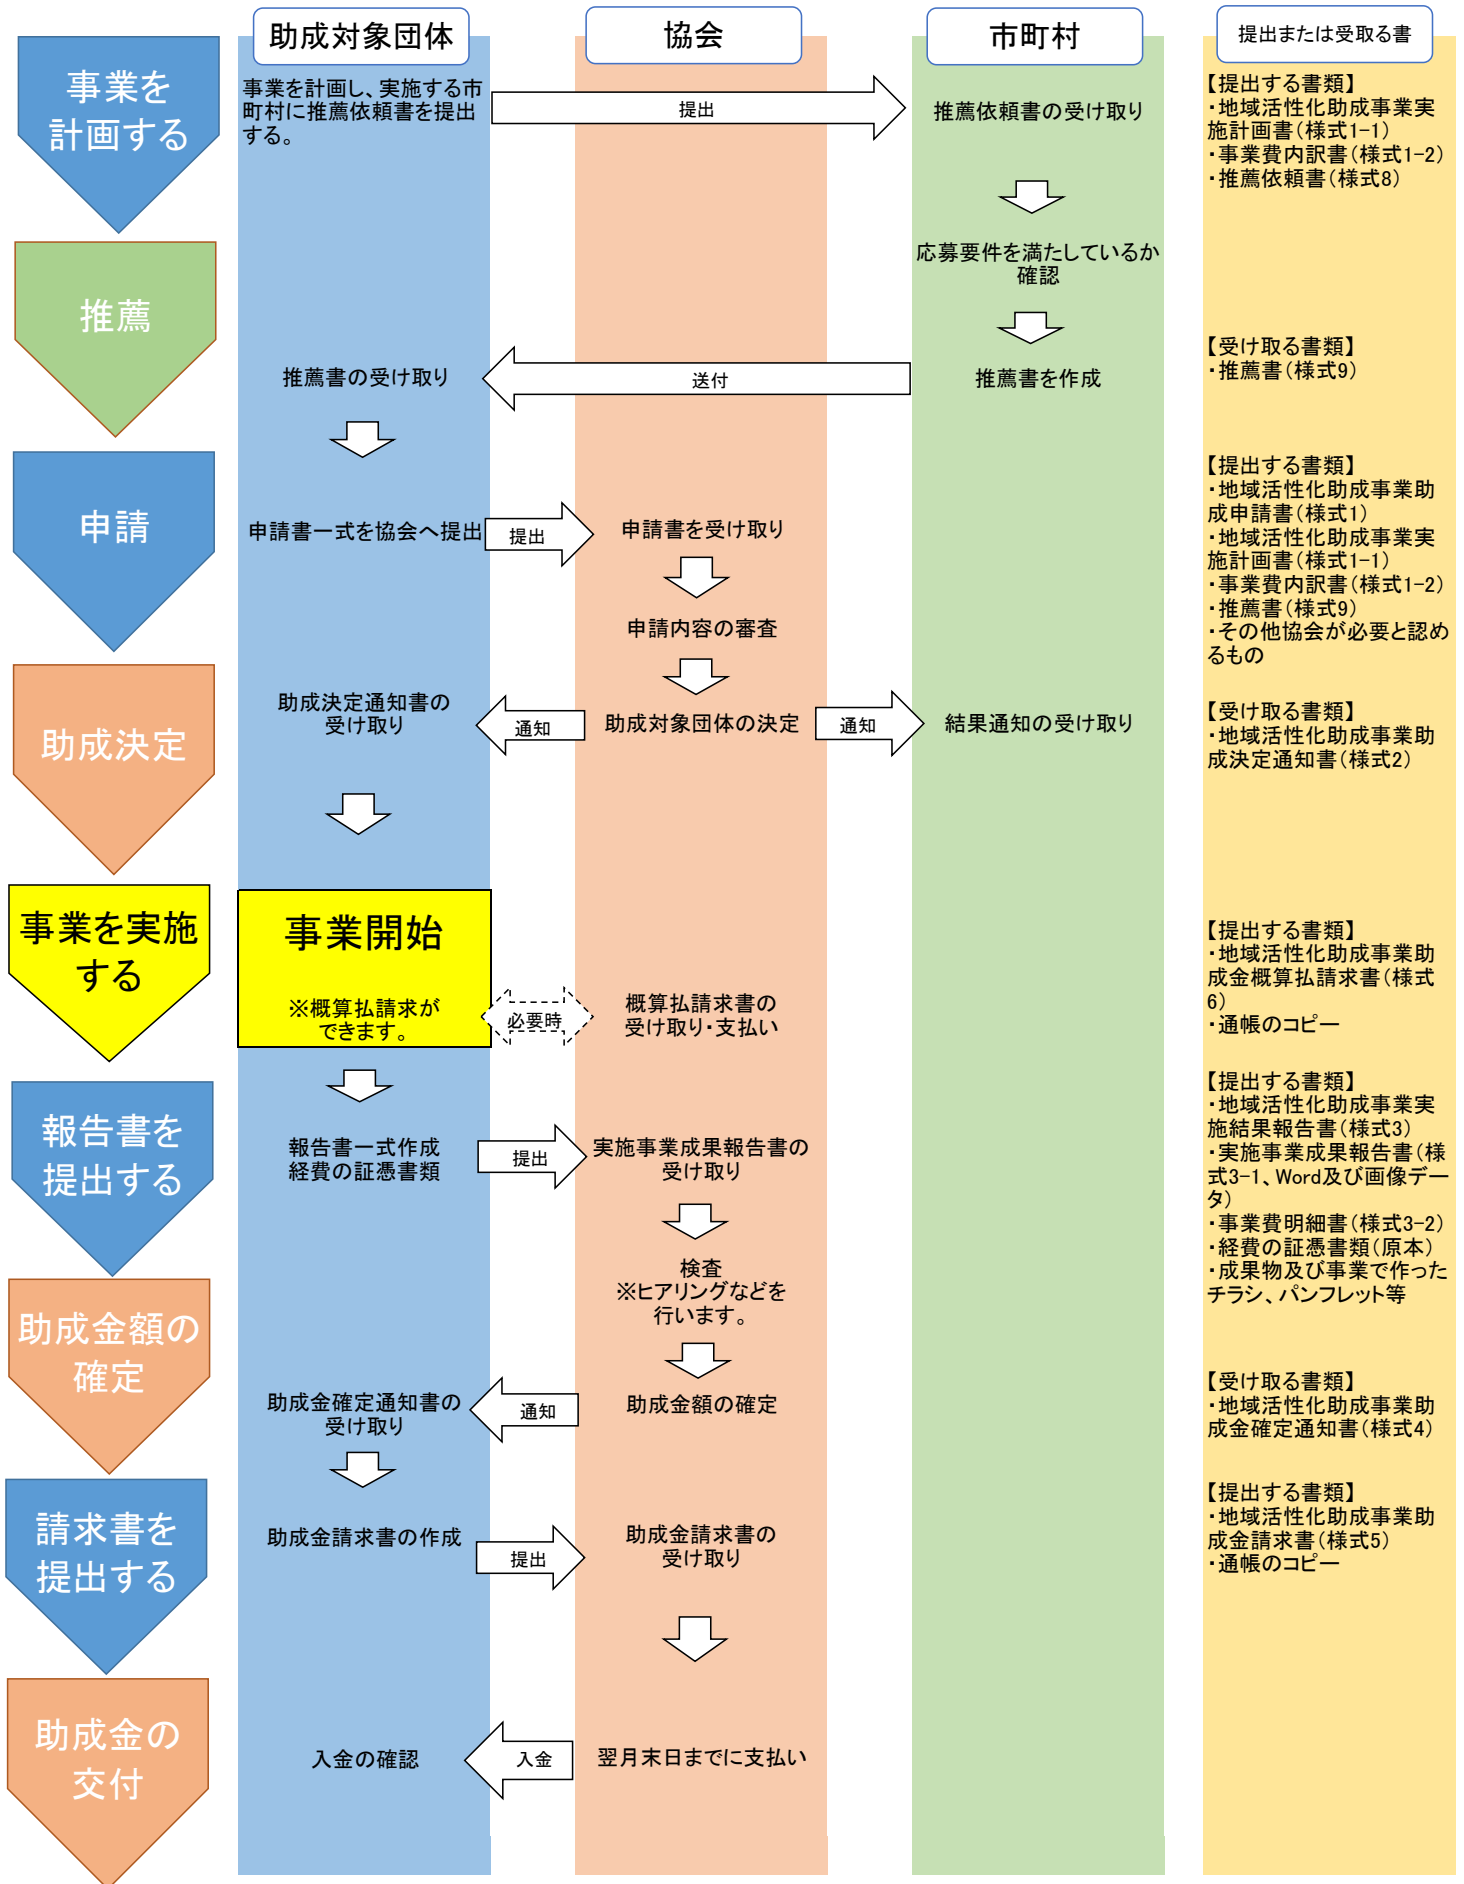 助成対象団体
協会
市町村
提出または受取る書
事業を
計画する
事業を計画し、実施する市
町村に推薦依頼書を提出
する。
提出
推薦依頼書の受け取り
【提出する書類】
・地域活性化助成事業実
施計画書(様式1-1)
・事業費内訳書(様式1-2)
・推薦依頼書(様式8)
推薦
応募要件を満たしているか
確認
推薦書の受け取り
送付
推薦書を作成
【受け取る書類】
・推薦書(様式9)
申請
申請書一式を協会へ提出
提出
申請書を受け取り
申請内容の審査
【提出する書類】
・地域活性化助成事業助
成申請書(様式1)
・地域活性化助成事業実
施計画書(様式1-1)
・事業費内訳書(様式1-2)
・推薦書(様式9)
・その他協会が必要と認め
るもの
助成決定
助成決定通知書の
受け取り
通知
助成対象団体の決定
通知
結果通知の受け取り
【受け取る書類】
・地域活性化助成事業助
成決定通知書(様式2)
事業を実施
する
事業開始
※概算払請求が
できます。
必要時
概算払請求書の
受け取り・支払い
【提出する書類】
・地域活性化助成事業助
成金概算払請求書(様式
6)
・通帳のコピー
報告書を
提出する
報告書一式作成
経費の証憑書類
提出
実施事業成果報告書の
受け取り
検査
※ヒアリングなどを
行います。
【提出する書類】
・地域活性化助成事業実
施結果報告書(様式3)
・実施事業成果報告書(様
式3-1、Word及び画像デー
タ)
・事業費明細書(様式3-2)
・経費の証憑書類(原本)
・成果物及び事業で作った
チラシ、パンフレット等
助成金額の
確定
助成金確定通知書の
受け取り
通知
助成金額の確定
【受け取る書類】
・地域活性化助成事業助
成金確定通知書(様式4)
請求書を
提出する
助成金請求書の作成
提出
助成金請求書の
受け取り
【提出する書類】
・地域活性化助成事業助
成金請求書(様式5)
・通帳のコピー
助成金の
交付
入金の確認
入金
翌月末日までに支払い